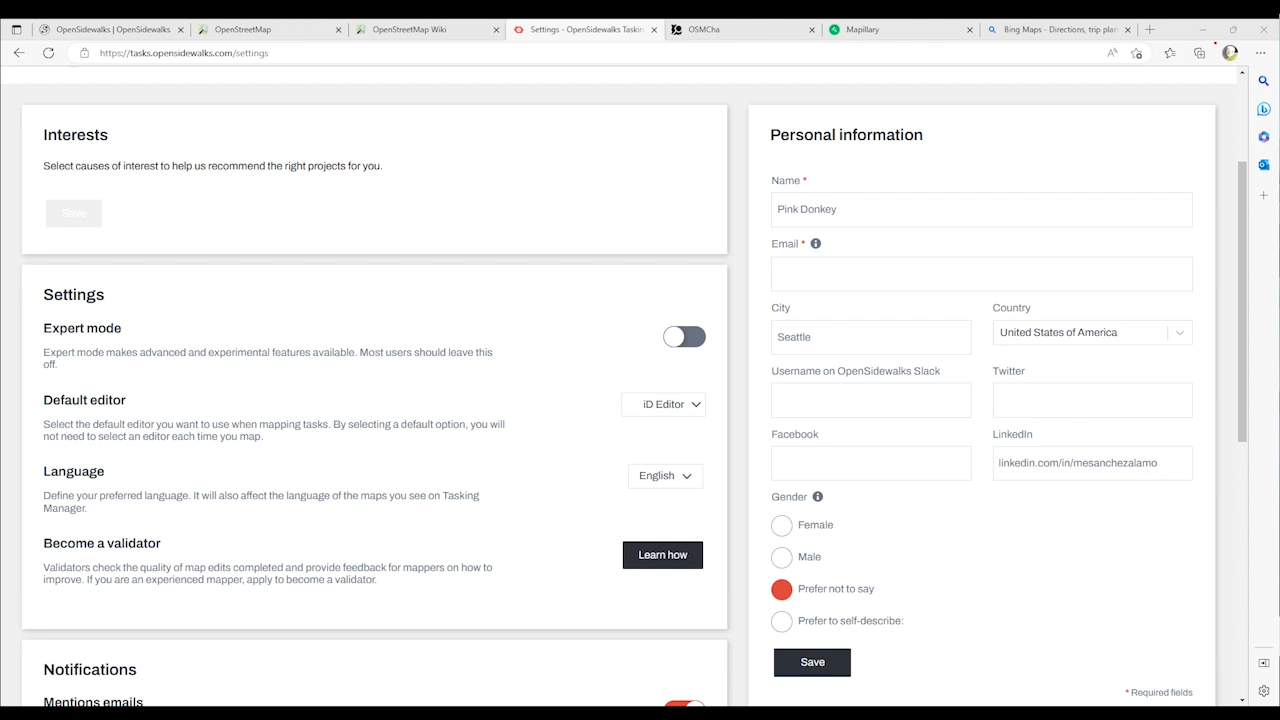 OpenSidewalks | OpenSidewalks
OpenStreetMap
OpenStreetMap Wiki
Settings - OpenSidewalks Taskin
OSMCha
Mapillary
Bing Maps - Directions, trip plan
https://tasks.opensidewalks.com/settings
Interests
Select causes of interest to help us recommend the right projects for you.
Save
Settings
Expert mode
Expert mode makes advanced and experimental features available. Most users should leave this
off.
Default editor
iD Editor
Select the default editor you want to use when mapping tasks. By selecting a default option, you will
not need to select an editor each time you map.
Language
English
Define your preferred language. It will also affect the language of the maps you see on Tasking
Manager.
Become a validator
Learn how
Validators check the quality of map edits completed and provide feedback for mappers on how to
improve. If you are an experienced mapper, apply to become a validator.
Notifications
Mentions emails
Personal information
Name *
Pink Donkey
Email *
City
Country
Seattle
United States of America
Username on OpenSidewalks Slack
Twitter
Facebook
LinkedIn
linkedin.com/in/mesanchezalamo
Gender
Female
Male
Prefer not to say
Prefer to self-describe:
Save
* Required fields